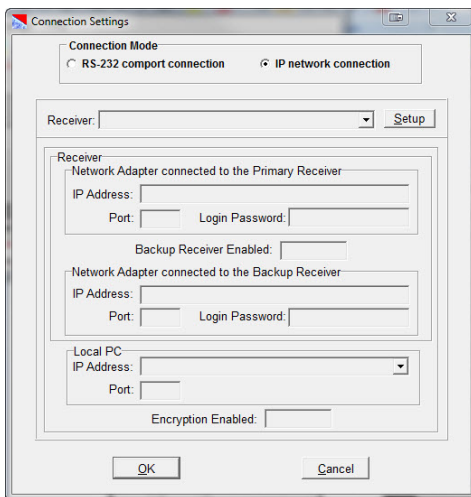 Connection Settings
Connection Mode
RS-232 comport connection IP network connection
Receiver: Setup
Receiver
Network Adapter connected to the Primary Receiver
IP Address:
Port: Login Password:
Backup Receiver Enabled:
Network Adapter connected to the Backup Receiver
IP Address:
Port: Login Password:
Local PC
IP Address:
Port:
Encryption Enabled:
OK Cancel